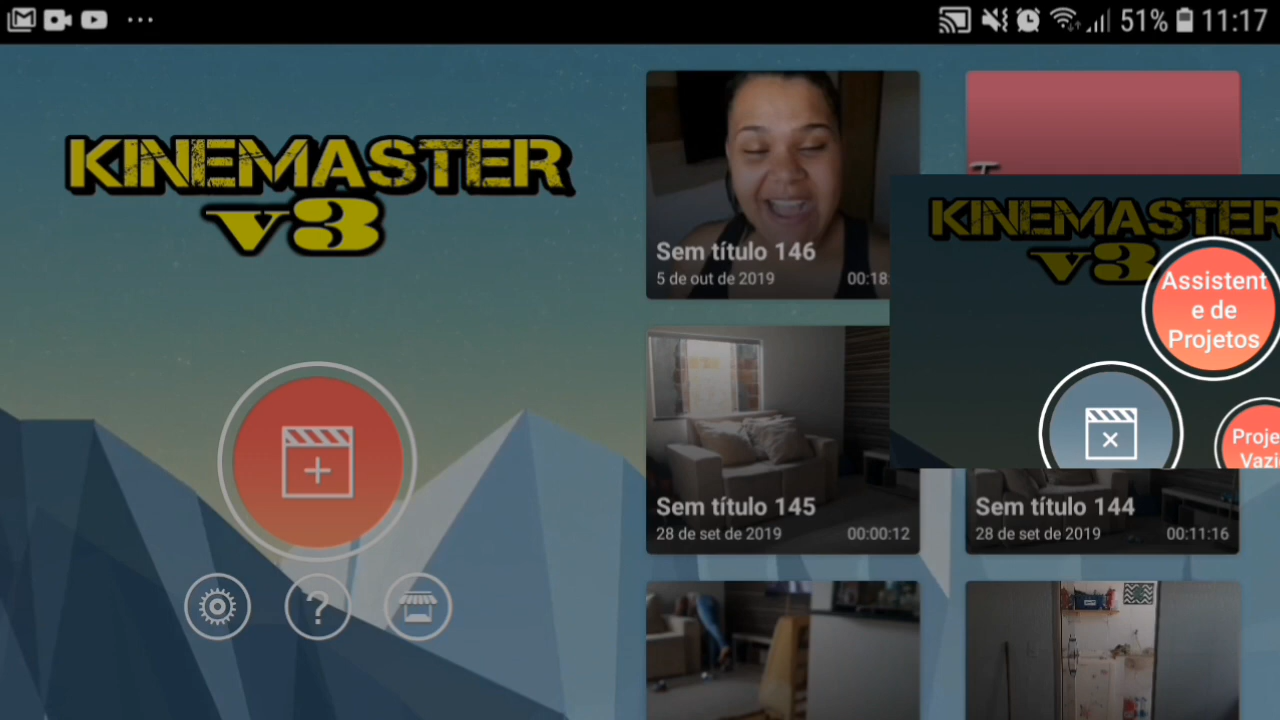 51% 11:17
KINEMASTER
v3
Sem título 146
5 de out de 2019 00:18:
KINEMASTER
v3
Assistent
e de
Projetos
Proje
Vazi
Sem título 145
28 de set de 2019 00:00:12
Sem título 144
28 de set de 2019 00:11:16